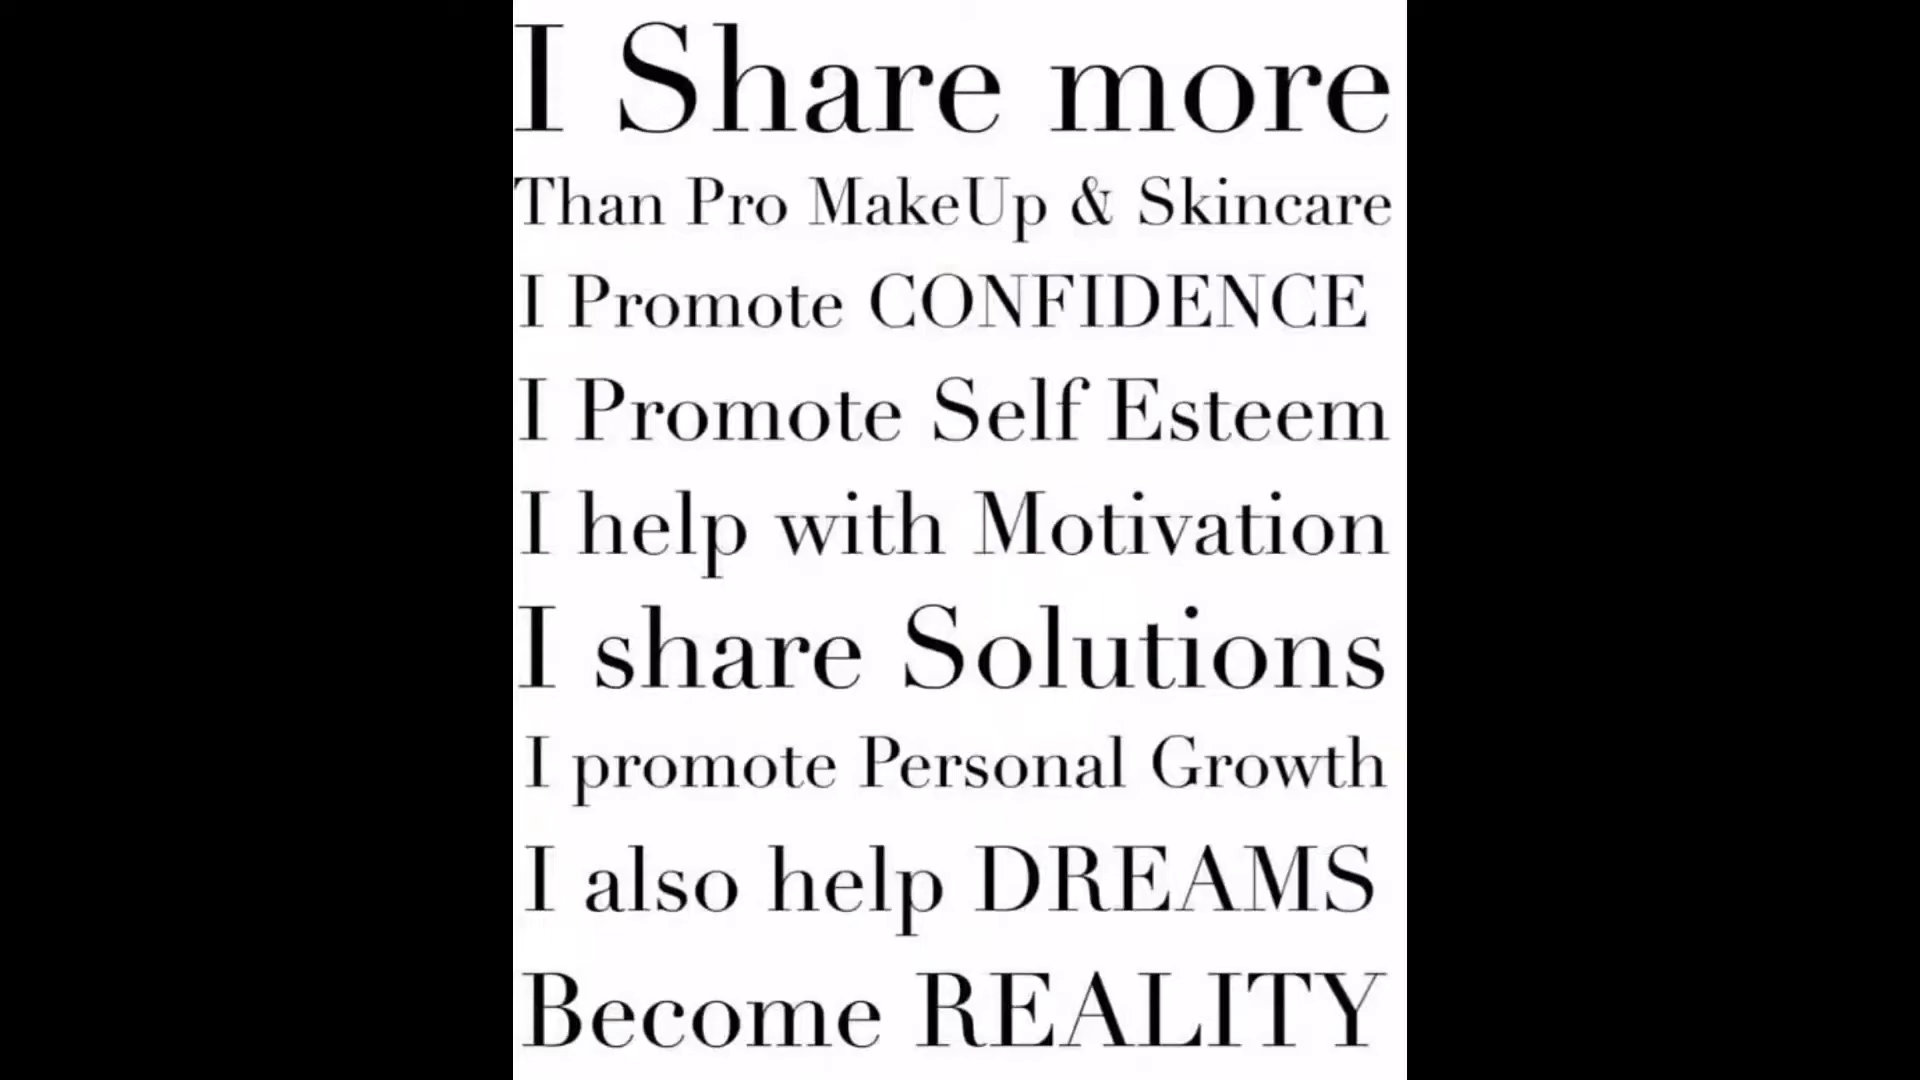 I Share more
Than Pro MakeUp & Skincare
I Promote CONFIDENCE
I Promote Self Esteem
I help with Motivation
I share Solutions
I promote Personal Growth
I also help DREAMS
Become REALITY